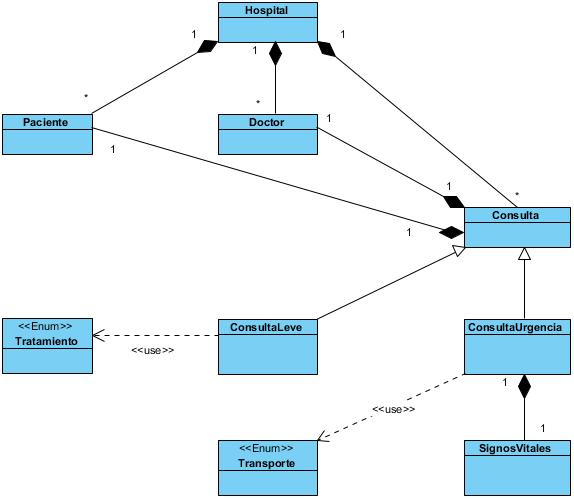 Hospital
1
1
1
*
*
Paciente
Doctor
1
1
1
*
1
Consulta
<<Enum>>
Tratamiento
<<use>>
ConsultaLeve
ConsultaUrgencia
1
<<use>>
1
<<Enum>>
Transporte
SignosVitales